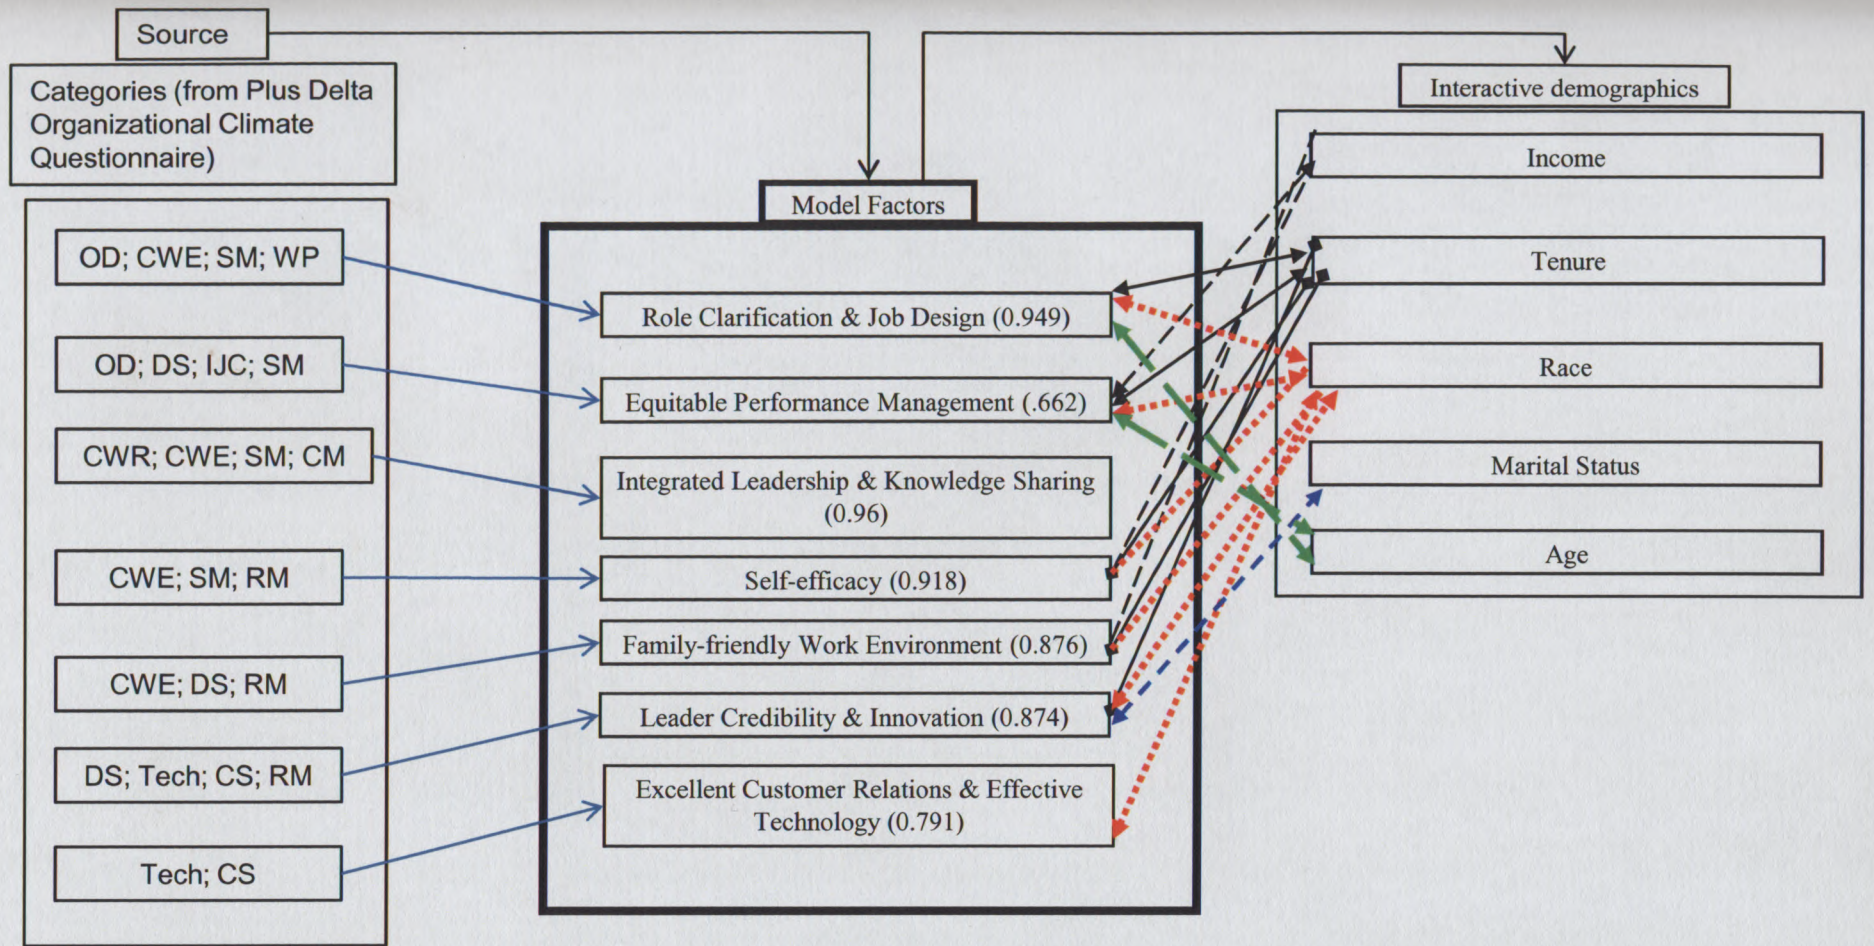 Source
Categories (from Plus Delta
Organizational Climate
Questionnaire)
OD; CWE; SM; WP
OD; DS; IJC; SM
CWR; CWE; SM; CM
CWE; SM; RM
CWE; DS; RM
DS; Tech; CS; RM
Tech; CS
Model Factors
Role Clarification & Job Design (0.949)
Equitable Performance Management (.662)
Integrated Leadership & Knowledge Sharing
(0.96)
Self-efficacy (0.918)
Family-friendly Work Environment (0.876)
Leader Credibility & Innovation (0.874)
Excellent Customer Relations & Effective
Technology (0.791)
Interactive demographics
Income
Tenure
Race
Marital Status
Age